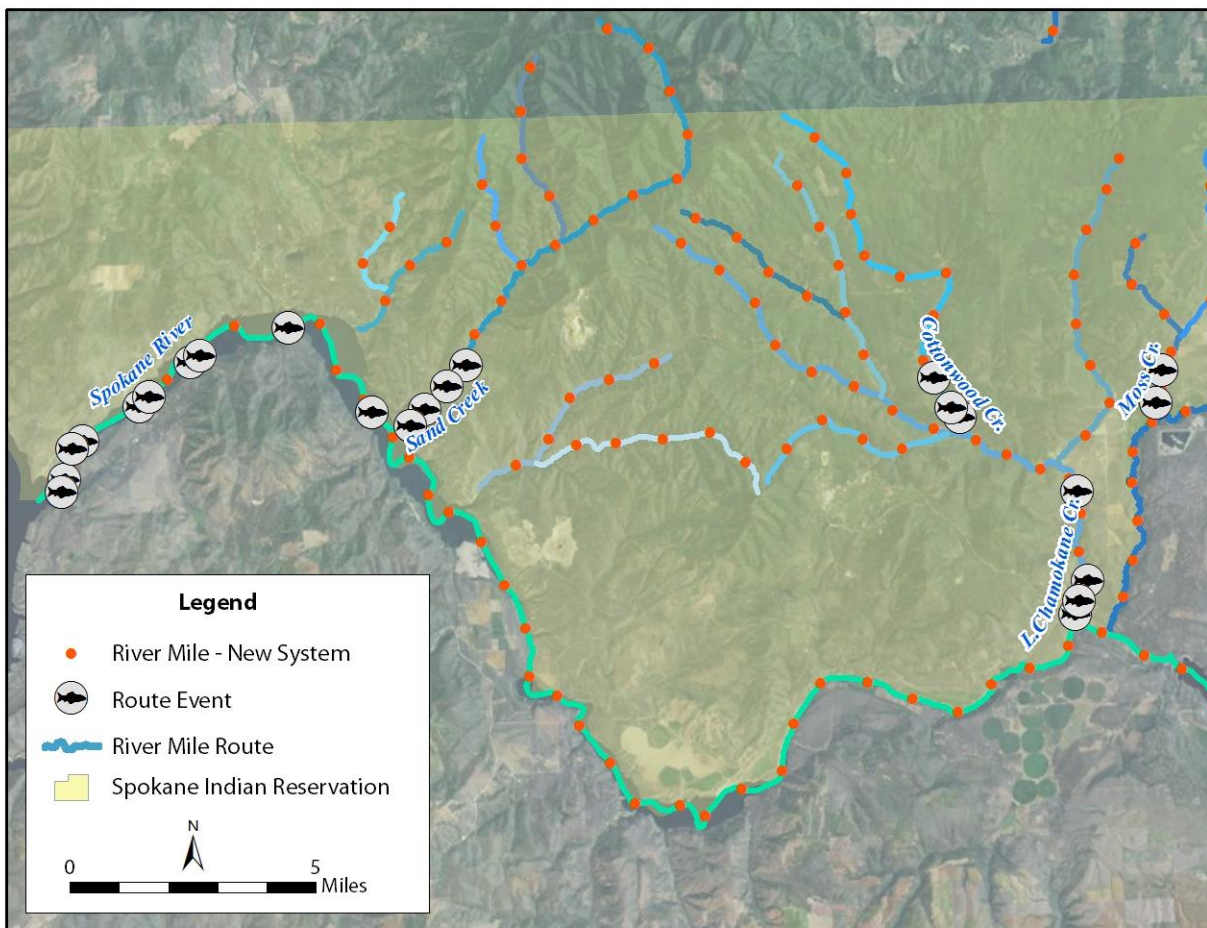 Spokane River
Sand Creek
Cottonwood Cr.
Moss Cr.
L.Chamokane Cr.
Legend
River Mile - New System
Route Event
River Mile Route
Spokane Indian Reservation
N
0 5
Miles